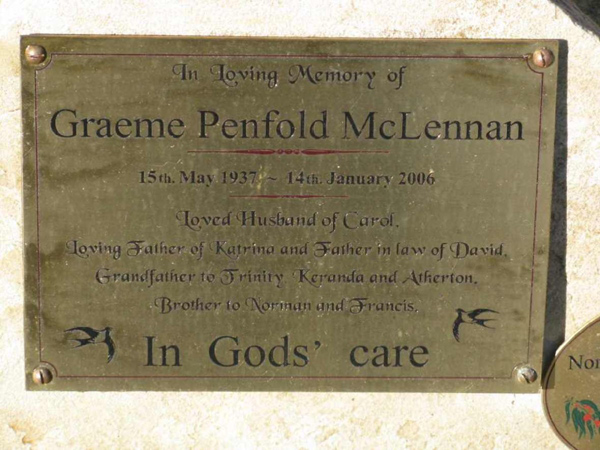 In Loving Memory of
Graeme Penfold McLennan
15th. May 1937 ~ 14th. January 2006
Loved Husband of Carol.
Loving Father of Katrina and Father in law of David.
Grandfather to Trinity Keranda and Atherton.
Brother to Norman and Francis.
In Gods' care